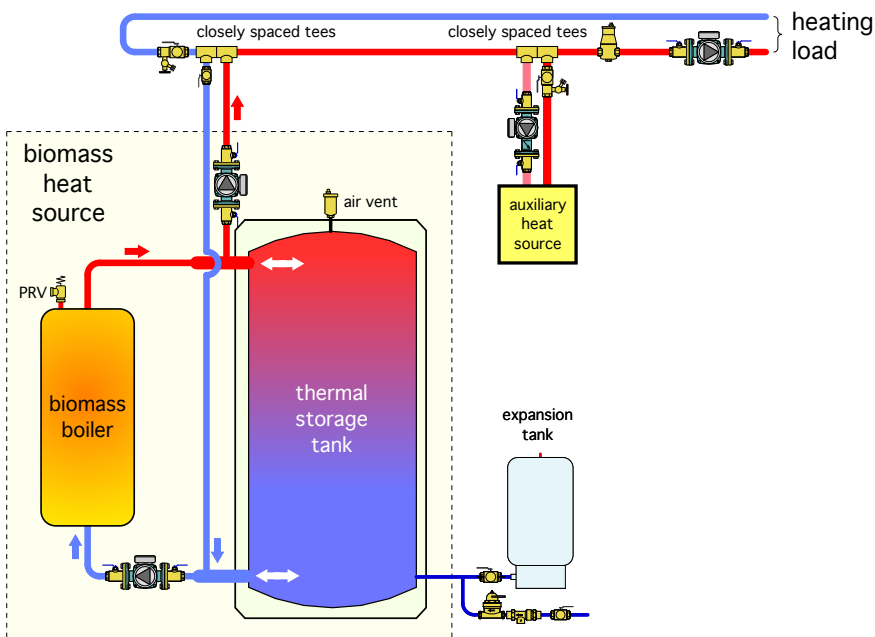 closely spaced tees
closely spaced tees
heating
load
biomass
heat
source
air vent
auxiliary
heat
source
PRV
biomass
boiler
thermal
storage
tank
expansion
tank